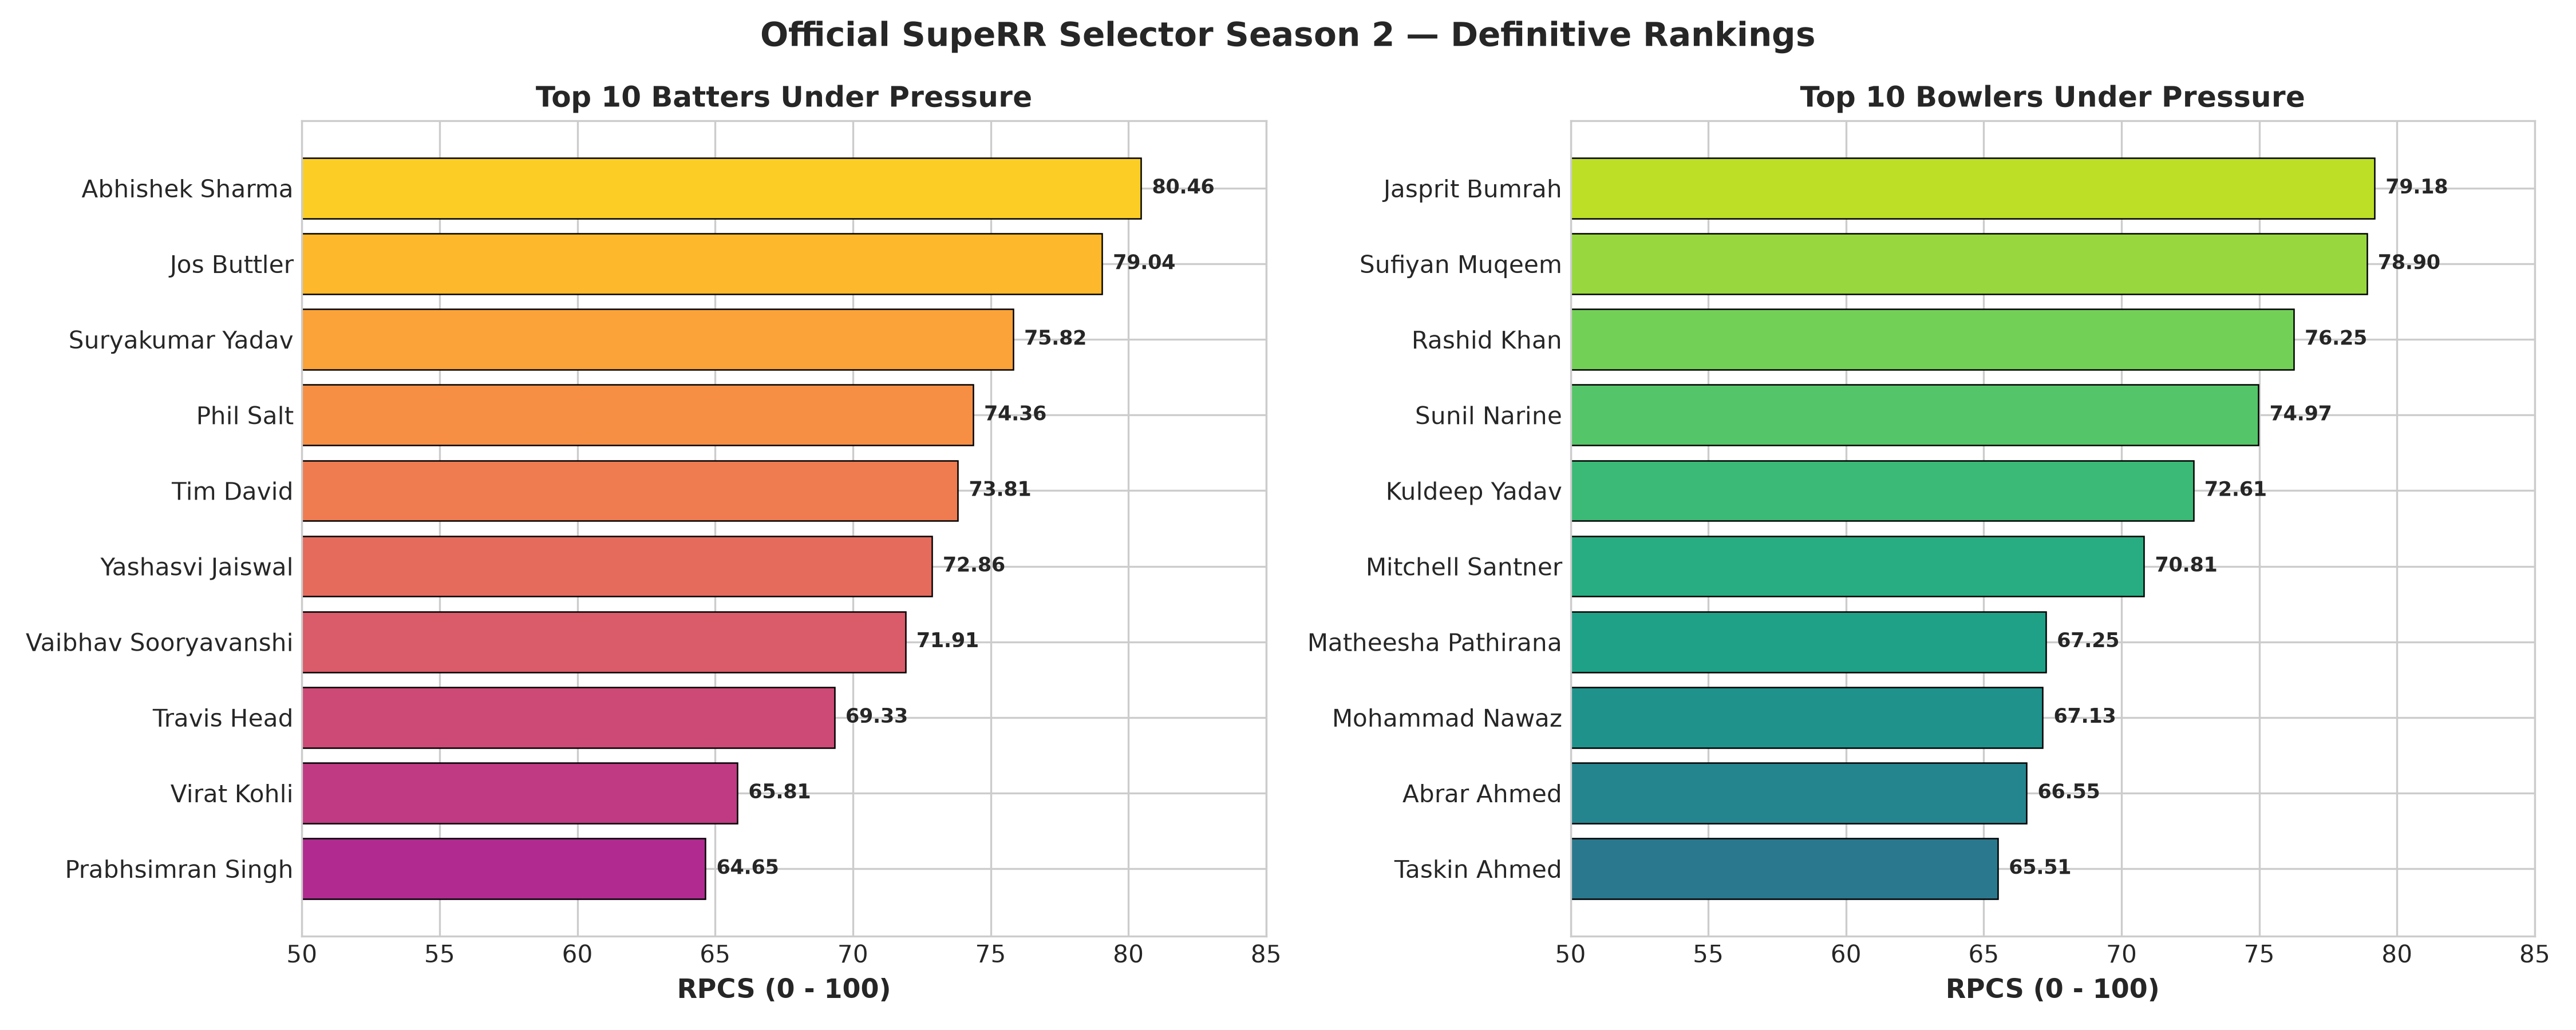 Official SupeRR Selector Season 2 — Definitive Rankings
Top 10 Batters Under Pressure
Abhishek Sharma 80.46
Jos Buttler 79.04
Suryakumar Yadav 75.82
Phil Salt 74.36
Tim David 73.81
Yashasvi Jaiswal 72.86
Vaibhav Sooryavanshi 71.91
Travis Head 69.33
Virat Kohli 65.81
Prabhsimran Singh 64.65
50 55 60 65 70 75 80 85
RPCS (0 - 100)
Top 10 Bowlers Under Pressure
Jasprit Bumrah 79.18
Sufiyan Muqeem 78.90
Rashid Khan 76.25
Sunil Narine 74.97
Kuldeep Yadav 72.61
Mitchell Santner 70.81
Matheesha Pathirana 67.25
Mohammad Nawaz 67.13
Abrar Ahmed 66.55
Taskin Ahmed 65.51
50 55 60 65 70 75 80 85
RPCS (0 - 100)